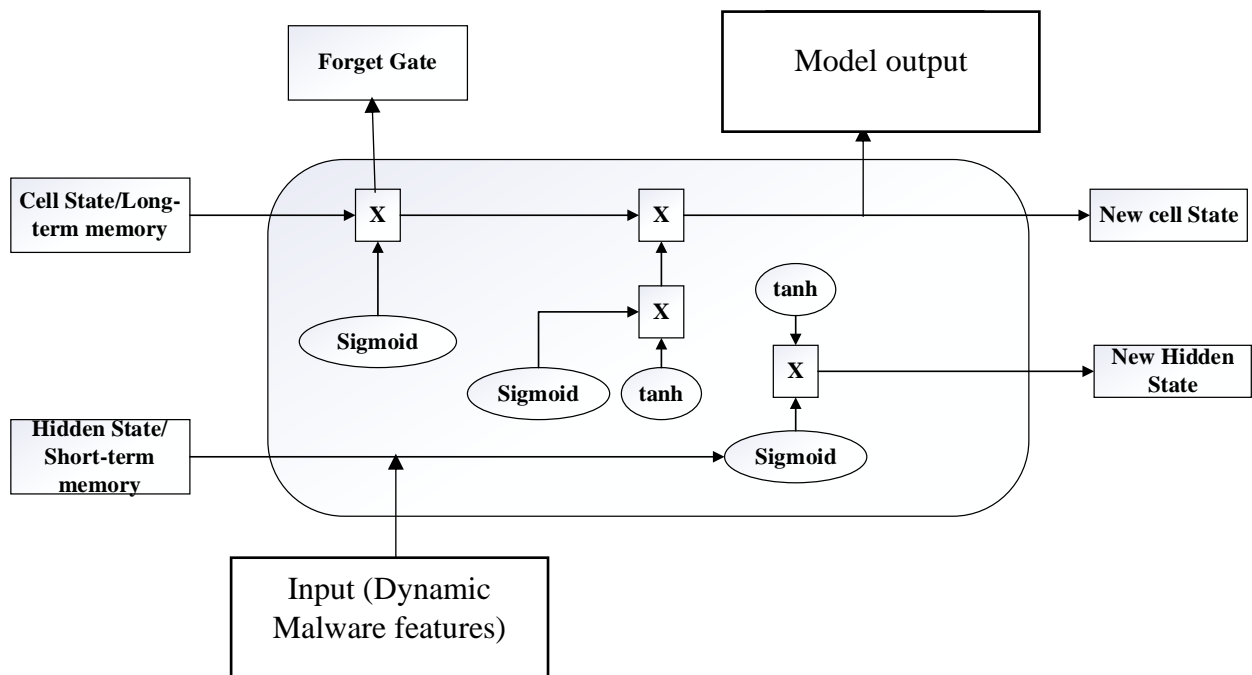 Forget Gate
Model output
Cell State/Long-
term memory
X
X
New cell State
tanh
X
Sigmoid
New Hidden
State
X
Sigmoid
tanh
Hidden State/
Short-term
memory
Sigmoid
Input (Dynamic
Malware features)